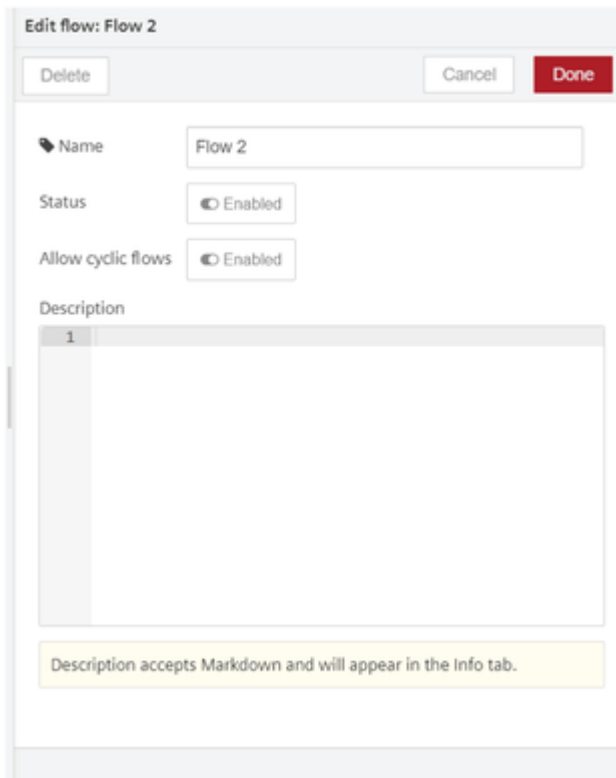 Edit flow: Flow 2
Delete Cancel Done
Name Flow 2
Status Enabled
Allow cyclic flows Enabled
Description
1
Description accepts Markdown and will appear in the Info tab.